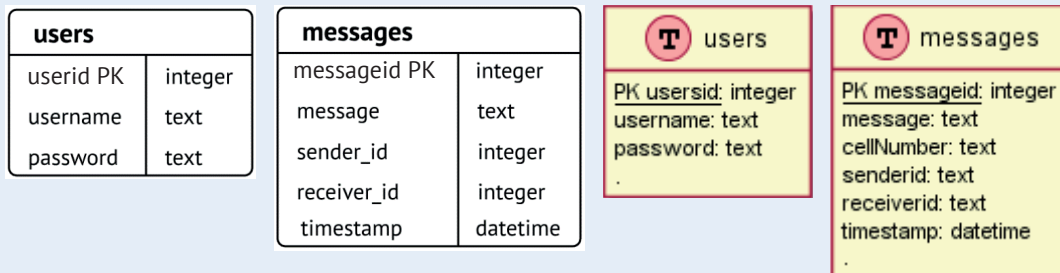 users
userid PK integer
username text
password text
messages
messageid PK integer
message text
sender_id integer
receiver_id integer
timestamp datetime
T users
PK usersid: integer
username: text
password: text
.
T messages
PK messageid: integer
message: text
cellNumber: text
senderid: text
receiverid: text
timestamp: datetime
.